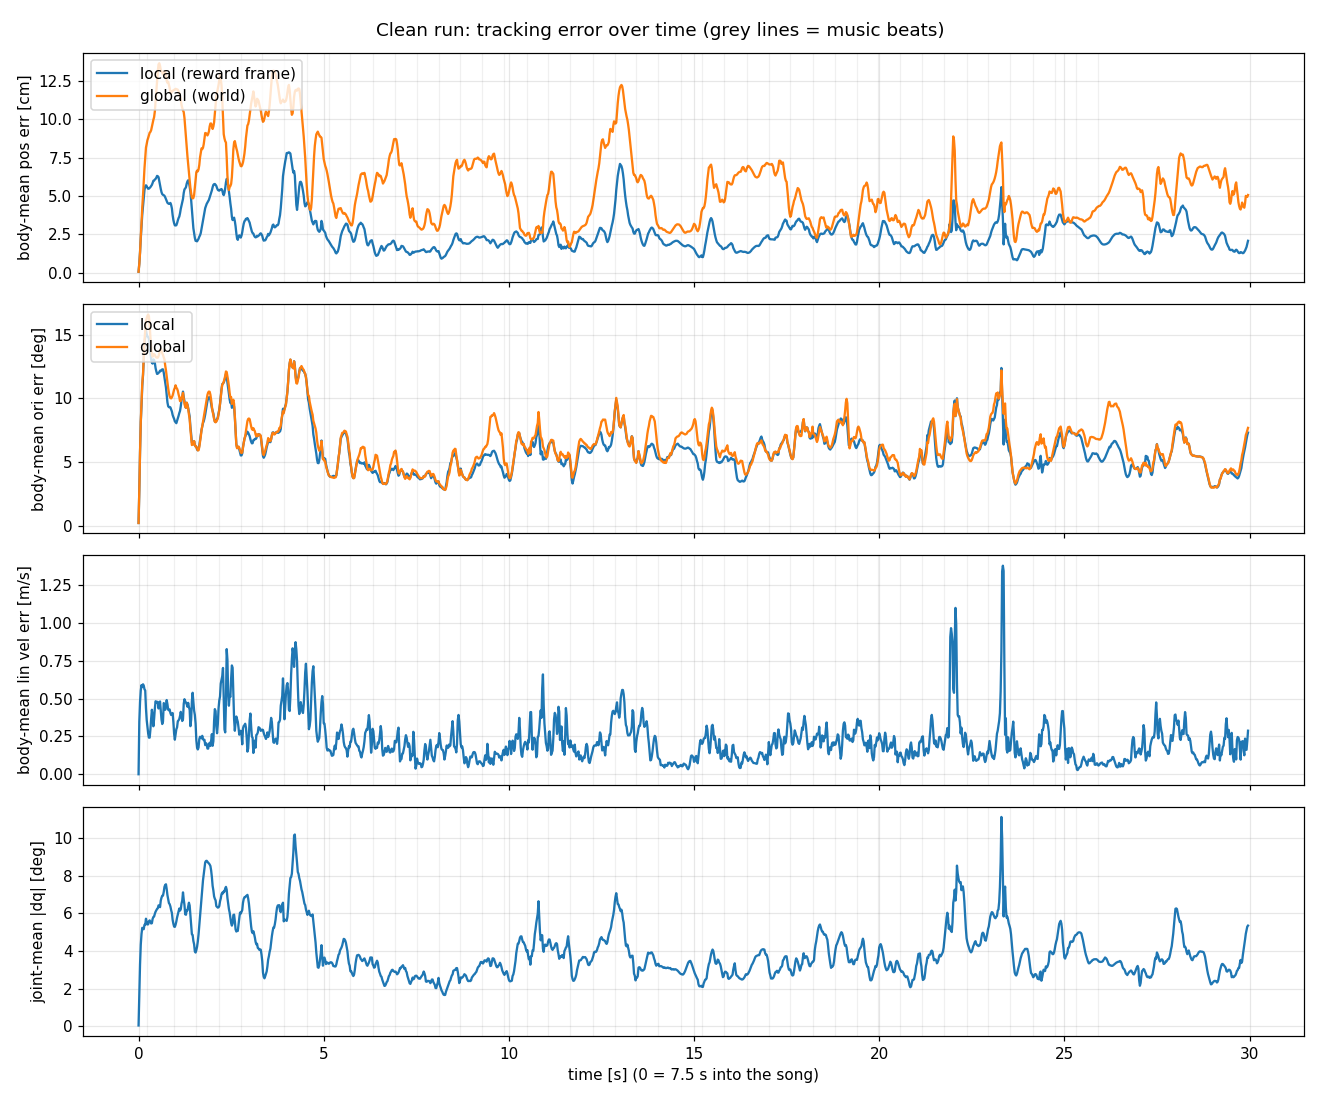 Clean run: tracking error over time (grey lines = music beats)
body-mean pos err [cm]
12.5
10.0
7.5
5.0
2.5
0.0
local (reward frame)
global (world)
body-mean ori err [deg]
15
10
5
0
local
global
body-mean lin vel err [m/s]
1.25
1.00
0.75
0.50
0.25
0.00
joint-mean |dq| [deg]
10
8
6
4
2
0
0 5 10 15 20 25 30
time [s] (0 = 7.5 s into the song)